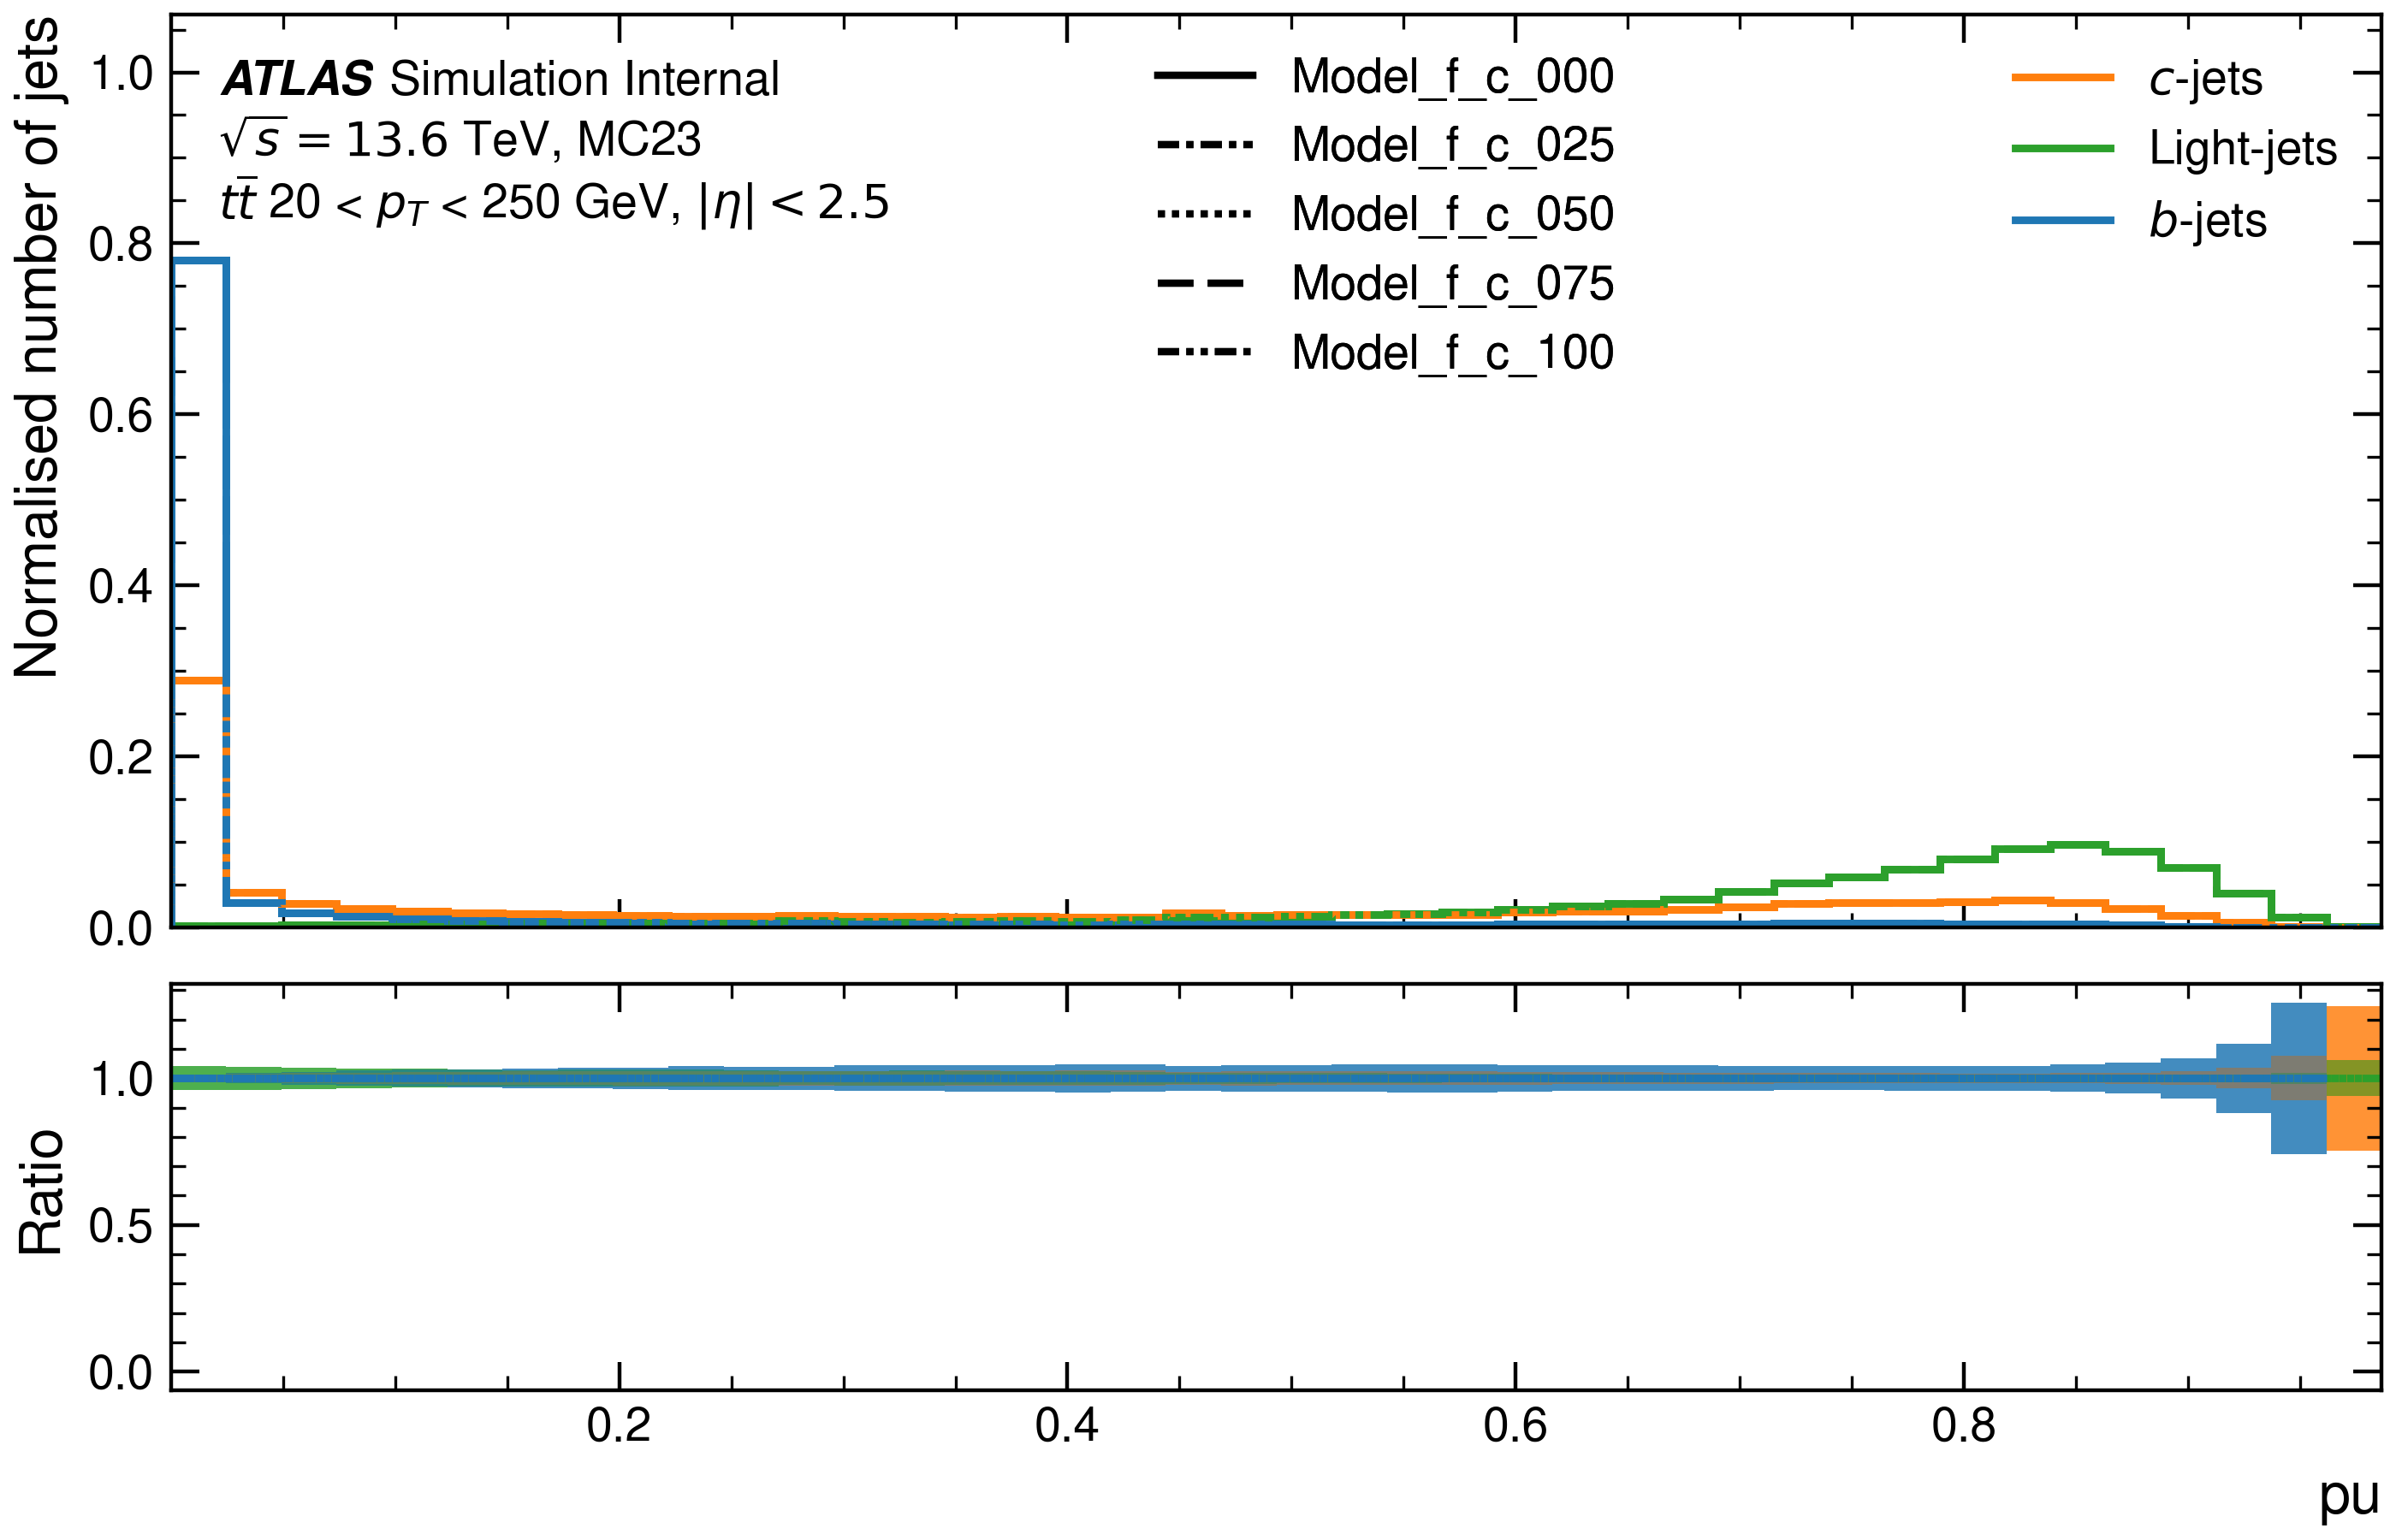 Normalised number of jets
1.0
0.8
0.6
0.4
0.2
0.0
ATLAS Simulation Internal
√s = 13.6 TeV, MC23
tt̄ 20 < p_T < 250 GeV, |η| < 2.5
Model_f_c_000
Model_f_c_025
Model_f_c_050
Model_f_c_075
Model_f_c_100
c-jets
Light-jets
b-jets
Ratio
1.0
0.5
0.0
0.2
0.4
0.6
0.8
pu